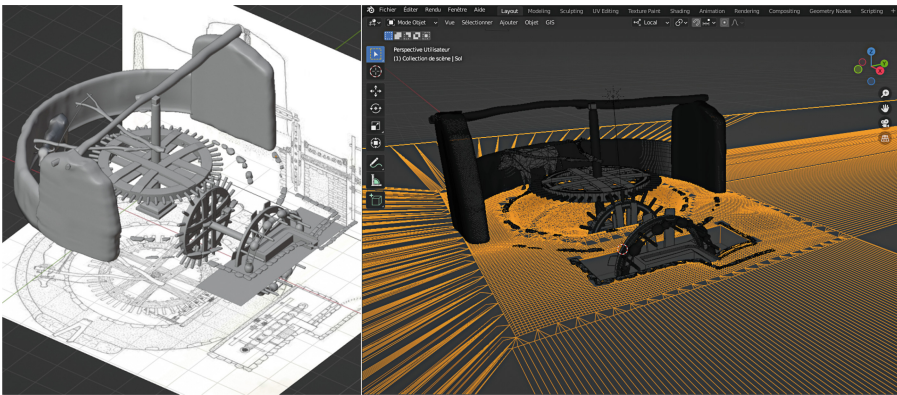 Fichier Éditer Rendu Fenêtre Aide Layout Modeling Sculpting UV Editing Texture Paint Shading Animation Rendering Compositing Geometry Nodes Scripting +
Mode Objet Vue Sélectionner Ajouter Objet GIS Local
Perspective Utilisateur
(1) Collection de scène | Sol
Z
Y
X